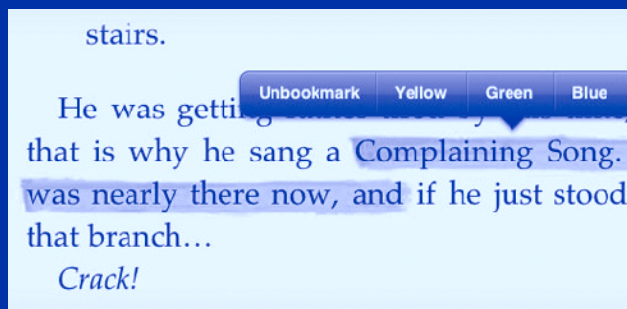 stairs.
Unbookmark Yellow Green Blue
He was getting
that is why he sang a Complaining Song.
was nearly there now, and if he just stood
that branch…
Crack!